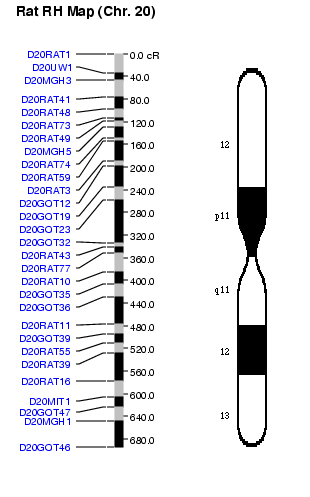 Rat RH Map (Chr. 20)
D20RAT1
D20UW1
D20MGH3
D20RAT41
D20RAT48
D20RAT73
D20RAT49
D20MGH5
D20RAT74
D20RAT59
D20RAT3
D20GOT12
D20GOT19
D20GOT23
D20GOT32
D20RAT43
D20RAT77
D20RAT10
D20GOT35
D20GOT36
D20RAT11
D20GOT39
D20RAT55
D20RAT39
D20RAT16
D20MIT1
D20GOT47
D20MGH1
D20GOT46
0.0 cR
40.0
80.0
120.0
160.0
200.0
240.0
280.0
320.0
360.0
400.0
440.0
480.0
520.0
560.0
600.0
640.0
680.0
12
p11
q11
12
13